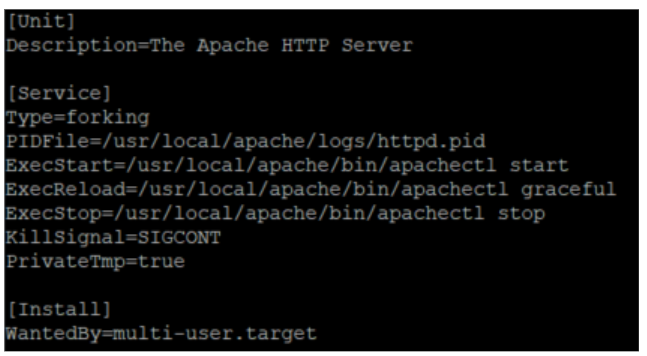 [Unit]
Description=The Apache HTTP Server
[Service]
Type=forking
PIDFile=/usr/local/apache/logs/httpd.pid
ExecStart=/usr/local/apache/bin/apachectl start
ExecReload=/usr/local/apache/bin/apachectl graceful
ExecStop=/usr/local/apache/bin/apachectl stop
KillSignal=SIGCONT
PrivateTmp=true
[Install]
WantedBy=multi-user.target